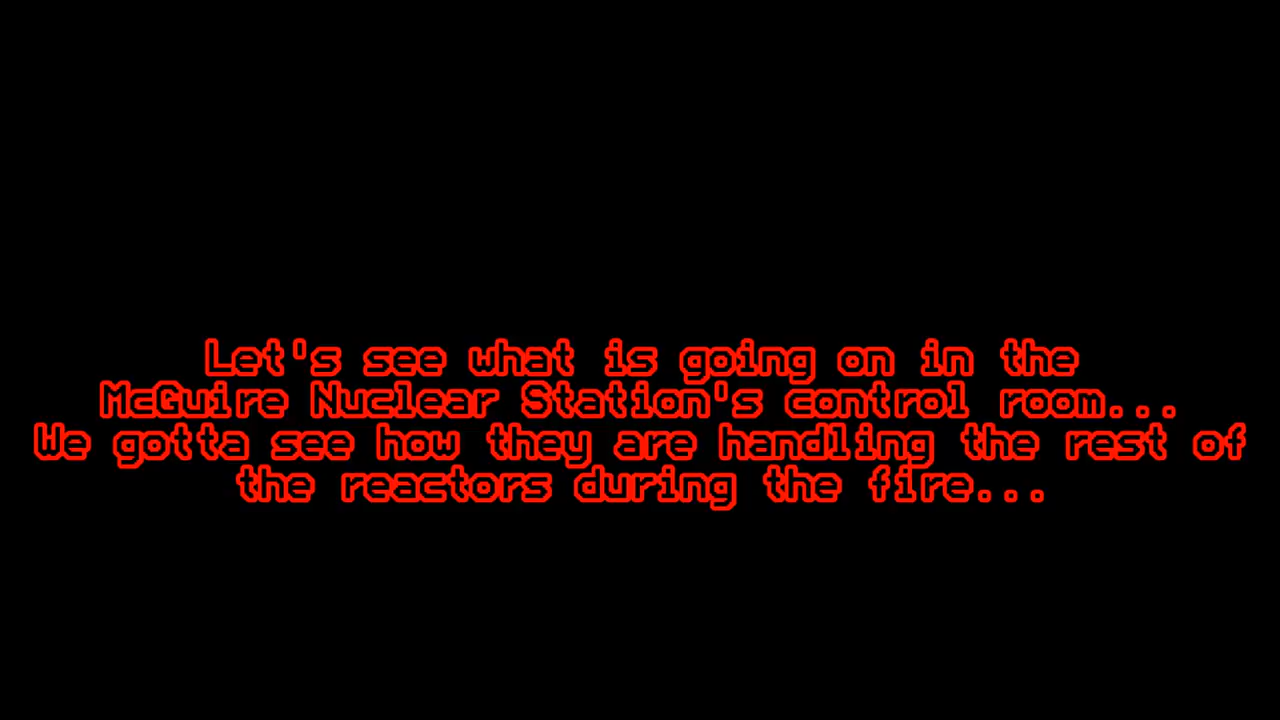 Let's see what is going on in the
McGuire Nuclear Station's control room...
We gotta see how they are handling the rest of
the reactors during the fire...